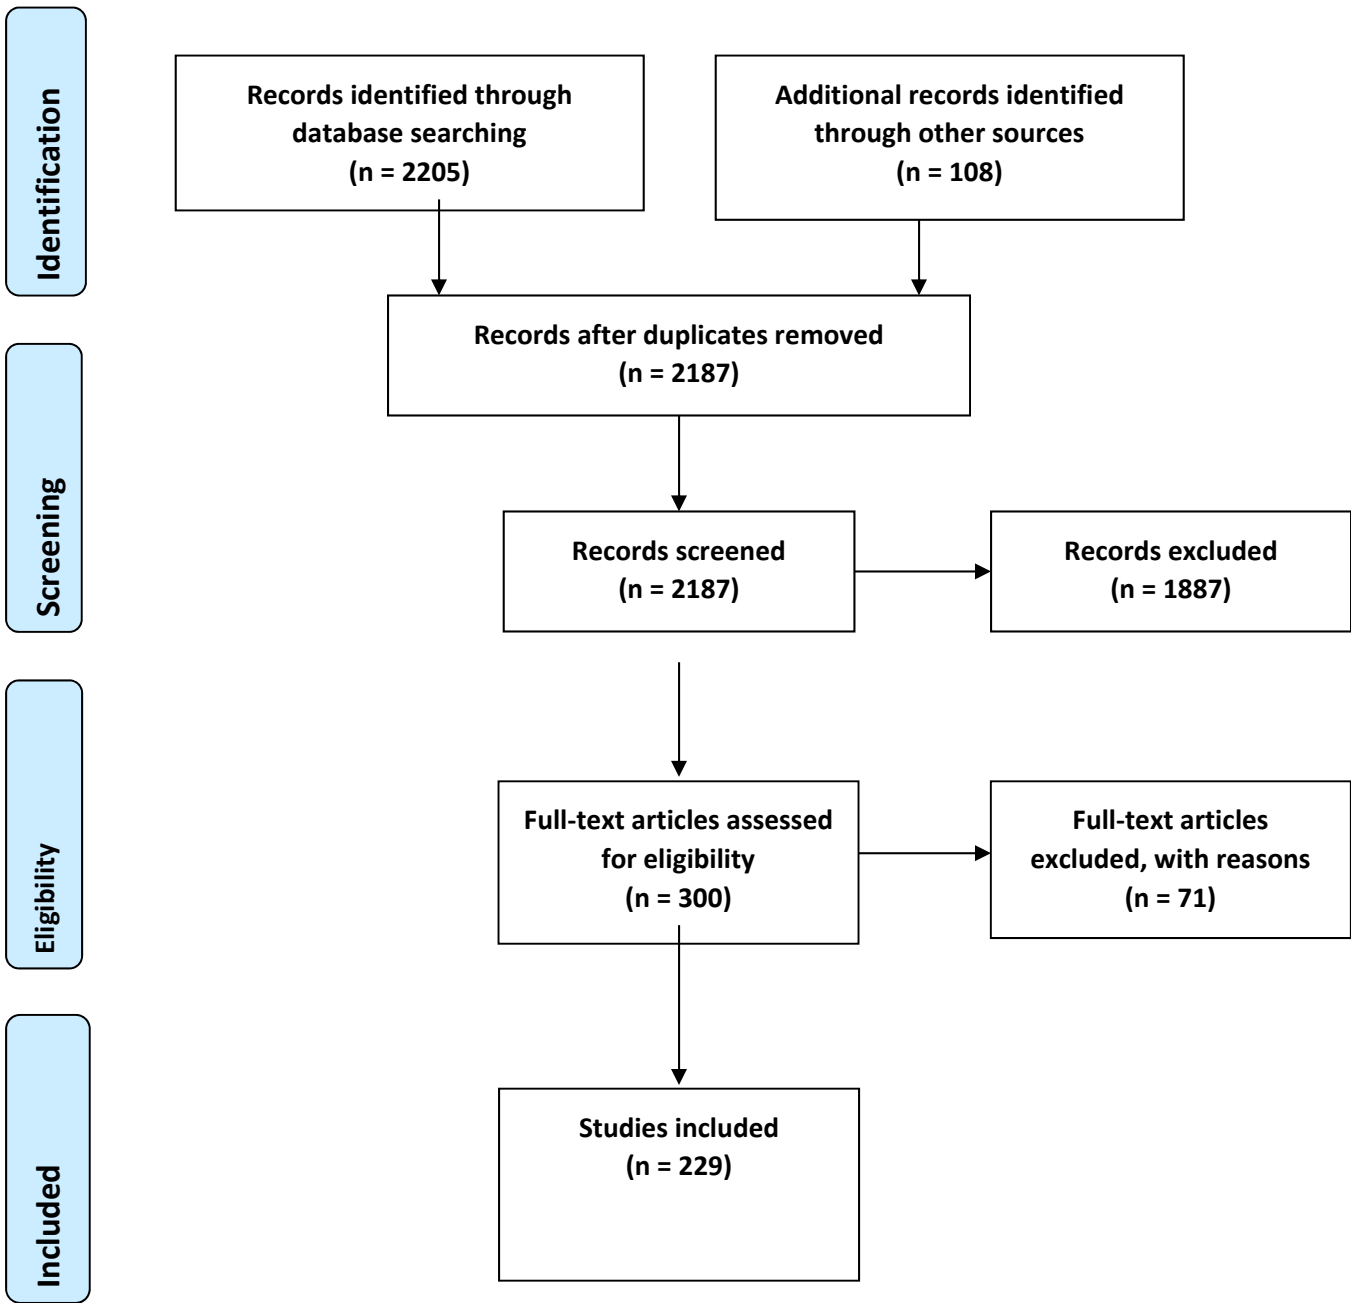 Identification
Records identified through
database searching
(n = 2205)
Additional records identified
through other sources
(n = 108)
Records after duplicates removed
(n = 2187)
Screening
Records screened
(n = 2187)
Records excluded
(n = 1887)
Eligibility
Full-text articles assessed
for eligibility
(n = 300)
Full-text articles
excluded, with reasons
(n = 71)
Included
Studies included
(n = 229)